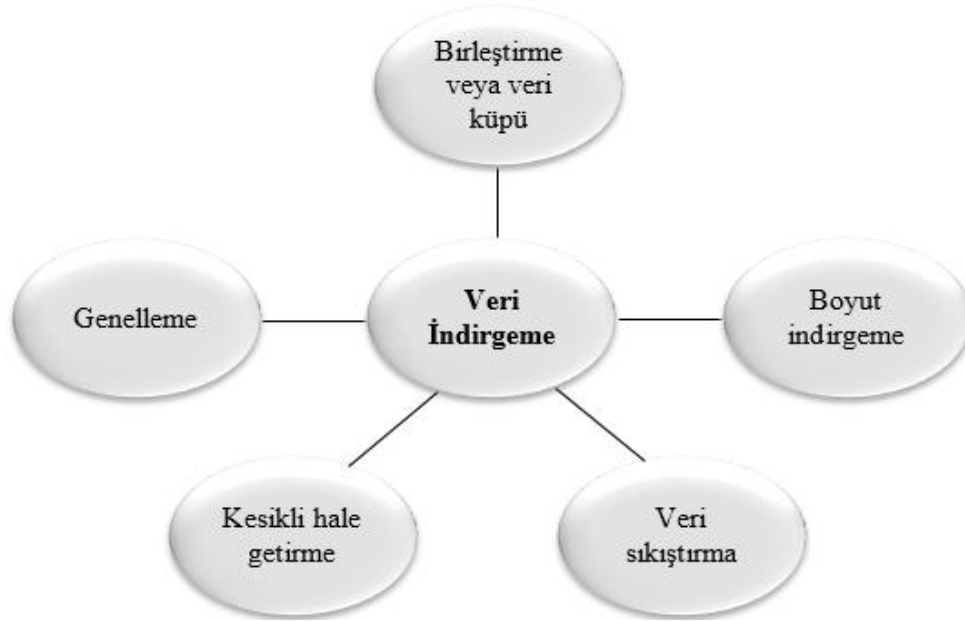 Birleştirme
veya veri
küpü
Genelleme
Veri
İndirgeme
Boyut
indirgeme
Kesikli hale
getirme
Veri
sıkıştırma